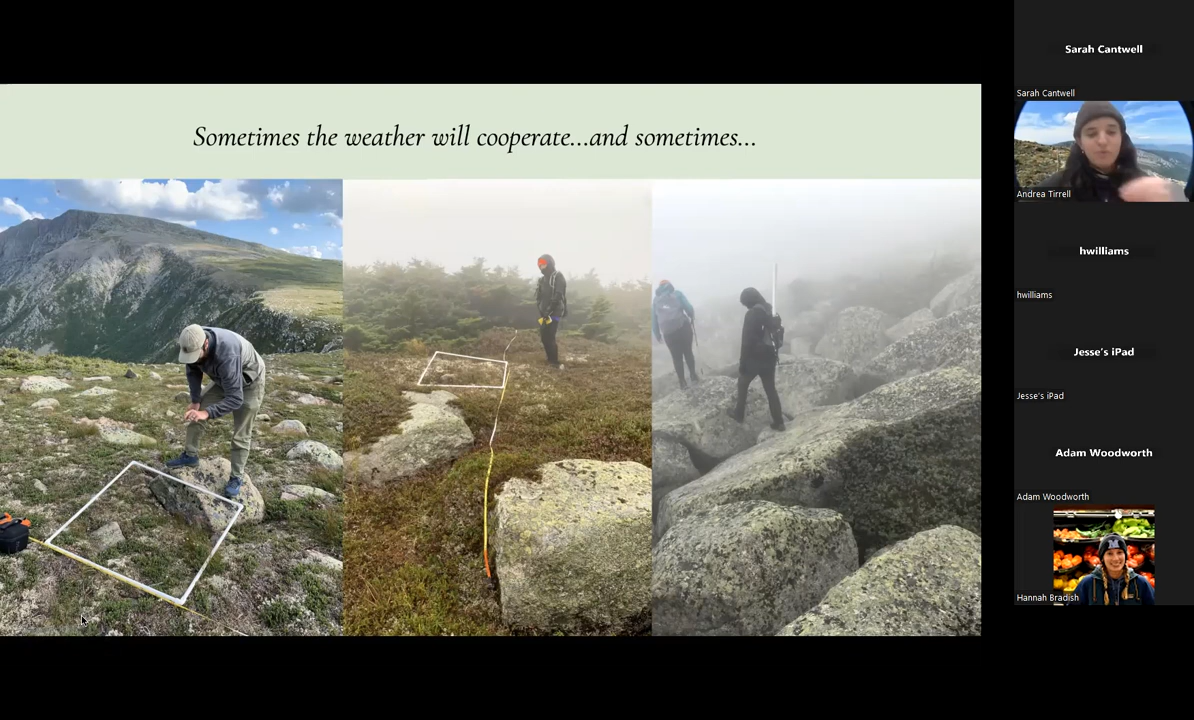 Sometimes the weather will cooperate...and sometimes...
Sarah Cantwell
Sarah Cantwell
Andrea Tirrell
hwilliams
hwilliams
Jesse's iPad
Jesse's iPad
Adam Woodworth
Adam Woodworth
M
Hannah Bradish